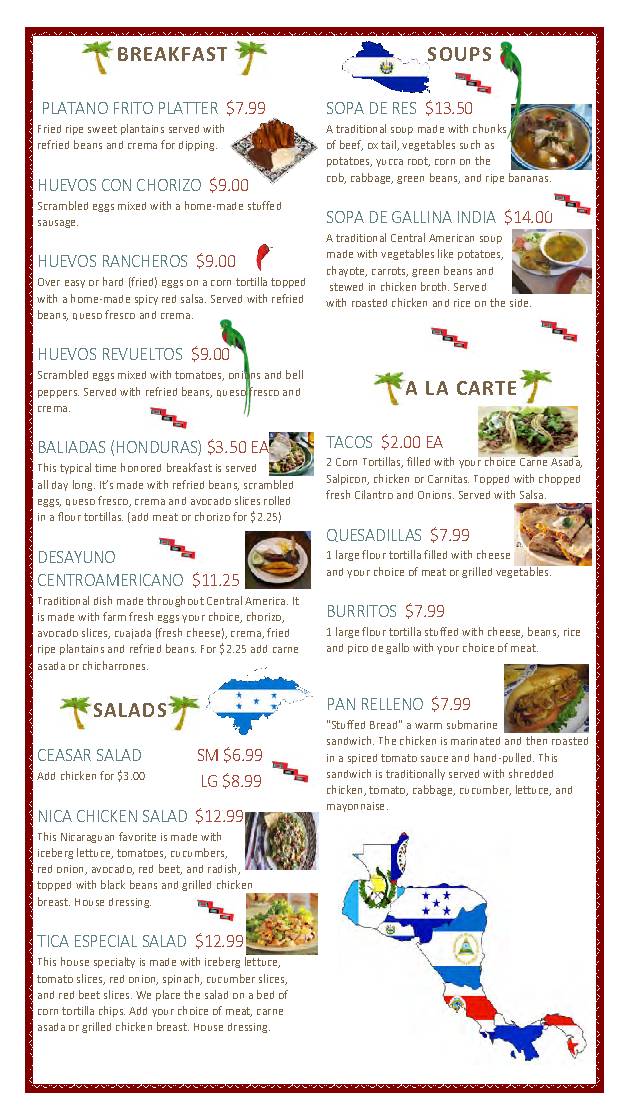 BREAKFAST
PLATANO FRITO PLATTER $7.99
Fried ripe sweet plantains served with
refried beans and crema for dipping.
HUEVOS CON CHORIZO $9.00
Scrambled eggs mixed with a home-made stuffed
sausage.
HUEVOS RANCHEROS $9.00
Over easy or hard (fried) eggs on a corn tortilla topped
with a home-made spicy red salsa. Served with refried
beans, queso fresco and crema.
HUEVOS REVUELTOS $9.00
Scrambled eggs mixed with tomatoes, onions and bell
peppers. Served with refried beans, queso fresco and
crema.
BALIADAS (HONDURAS) $3.50 EA
This typical time honored breakfast is served
all day long. It's made with refried beans, scrambled
eggs, queso fresco, crema and avocado slices rolled
in a flour tortillas. (add meat or chorizo for $2.25)
DESAYUNO
CENTROAMERICANO $11.25
Traditional dish made throughout Central America. It
is made with farm fresh eggs your choice, chorizo,
avocado slices, cuajada (fresh cheese), crema, fried
ripe plantains and refried beans. For $2.25 add carne
asada or chicharrones.
SALADS
CEASAR SALAD SM $6.99
Add chicken for $3.00
LG $8.99
NICA CHICKEN SALAD $12.99
This Nicaraguan favorite is made with
iceberg lettuce, tomatoes, cucumbers,
red onion, avocado, red beet, and radish,
topped with black beans and grilled chicken
breast. House dressing.
TICA ESPECIAL SALAD $12.99
This house specialty is made with iceberg lettuce,
tomato slices, red onion, spinach, cucumber slices,
and red beet slices. We place the salad on a bed of
corn tortilla chips. Add your choice of meat, carne
asada or grilled chicken breast. House dressing.
SOUPS
SOPA DE RES $13.50
A traditional soup made with chunks
of beef, ox tail, vegetables such as
potatoes, yucca root, corn on the
cob, cabbage, green beans, and ripe bananas.
SOPA DE GALLINA INDIA $14.00
A traditional Central American soup
made with vegetables like potatoes,
chayote, carrots, green beans and
stewed in chicken broth. Served
with roasted chicken and rice on the side.
A LA CARTE
TACOS $2.00 EA
2 Corn Tortillas, filled with your choice Carne Asada,
Salpicon, chicken or Carnitas. Topped with chopped
fresh Cilantro and Onions. Served with Salsa.
QUESADILLAS $7.99
1 large flour tortilla filled with cheese
and your choice of meat or grilled vegetables.
BURRITOS $7.99
1 large flour tortilla stuffed with cheese, beans, rice
and pico de gallo with your choice of meat.
PAN RELLENO $7.99
"Stuffed Bread" a warm submarine
sandwich. The chicken is marinated and then roasted
in a spiced tomato sauce and hand-pulled. This
sandwich is traditionally served with shredded
chicken, tomato, cabbage, cucumber, lettuce, and
mayonnaise.